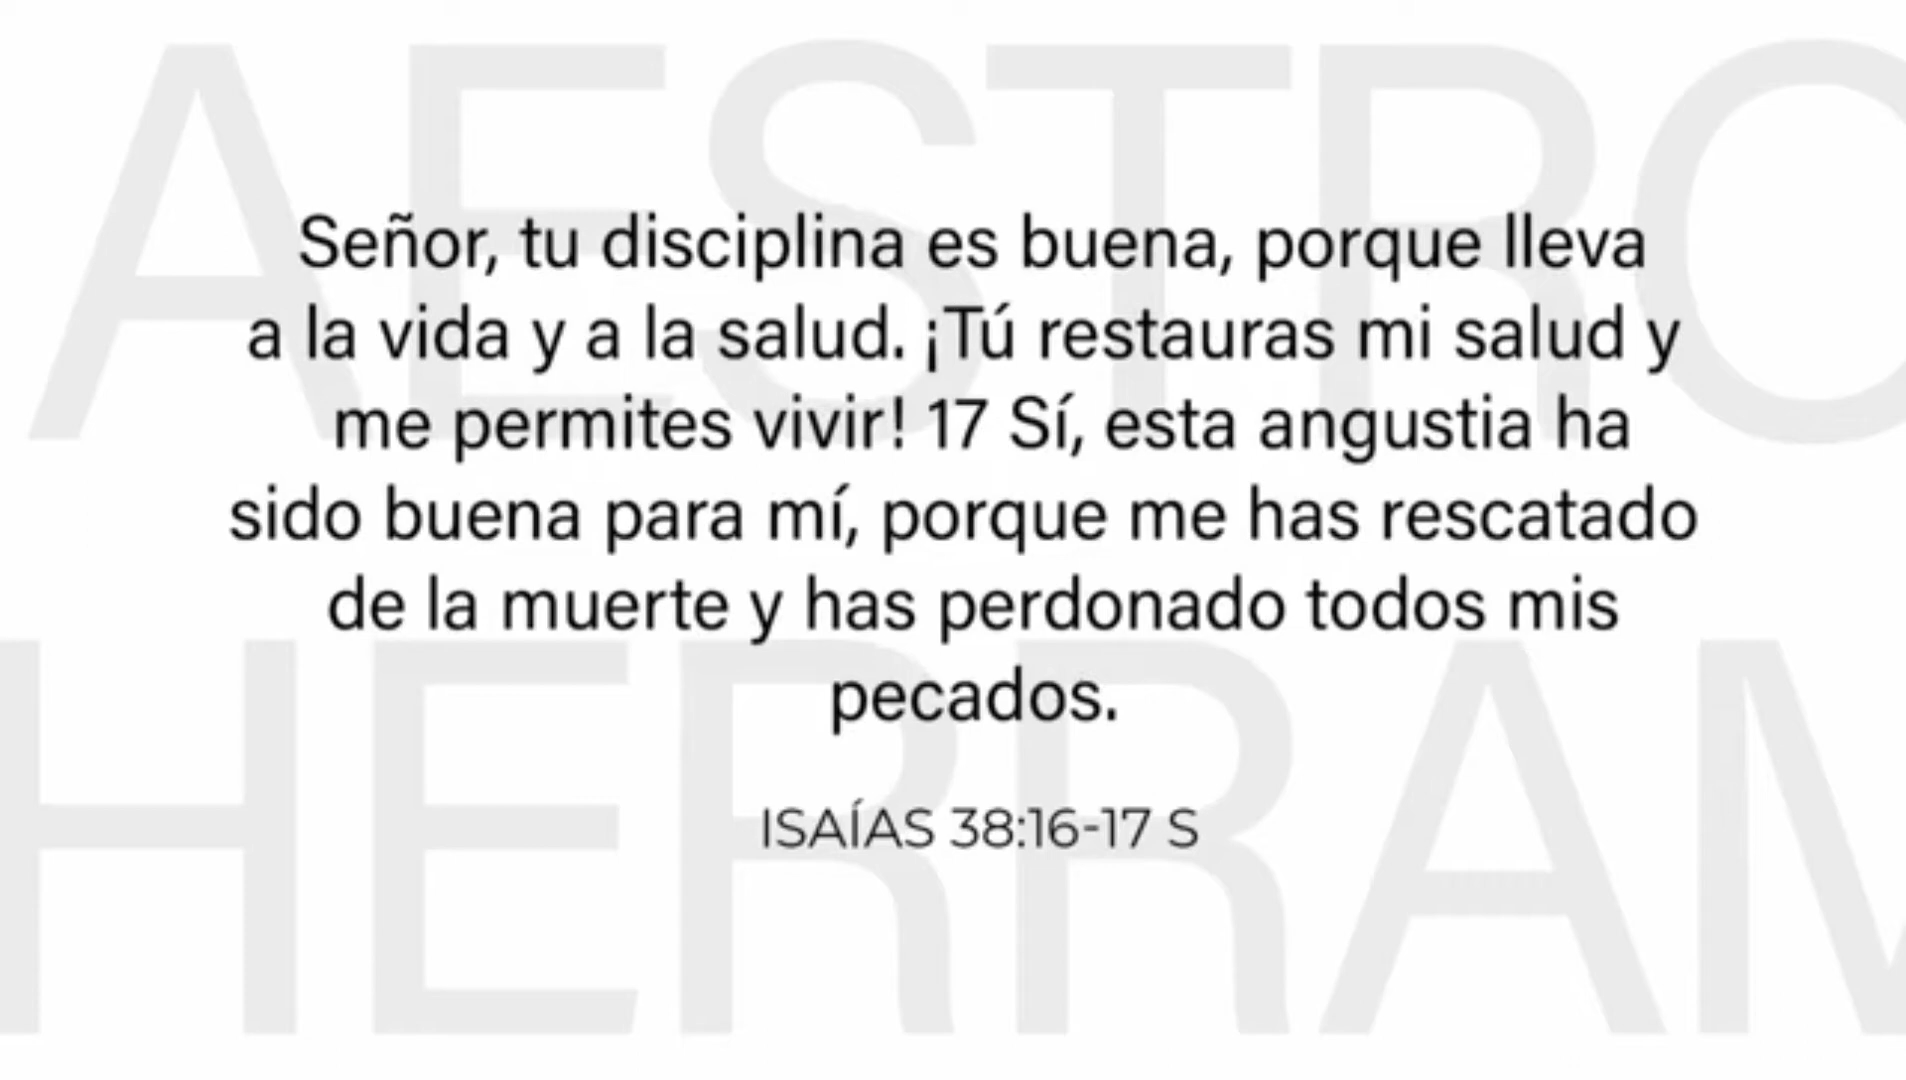 AESTRO
Señor, tu disciplina es buena, porque lleva
a la vida y a la salud. ¡Tú restauras mi salud y
me permites vivir! 17 Sí, esta angustia ha
sido buena para mí, porque me has rescatado
de la muerte y has perdonado todos mis
pecados.
HERRAM
ISAÍAS 38:16-17 S